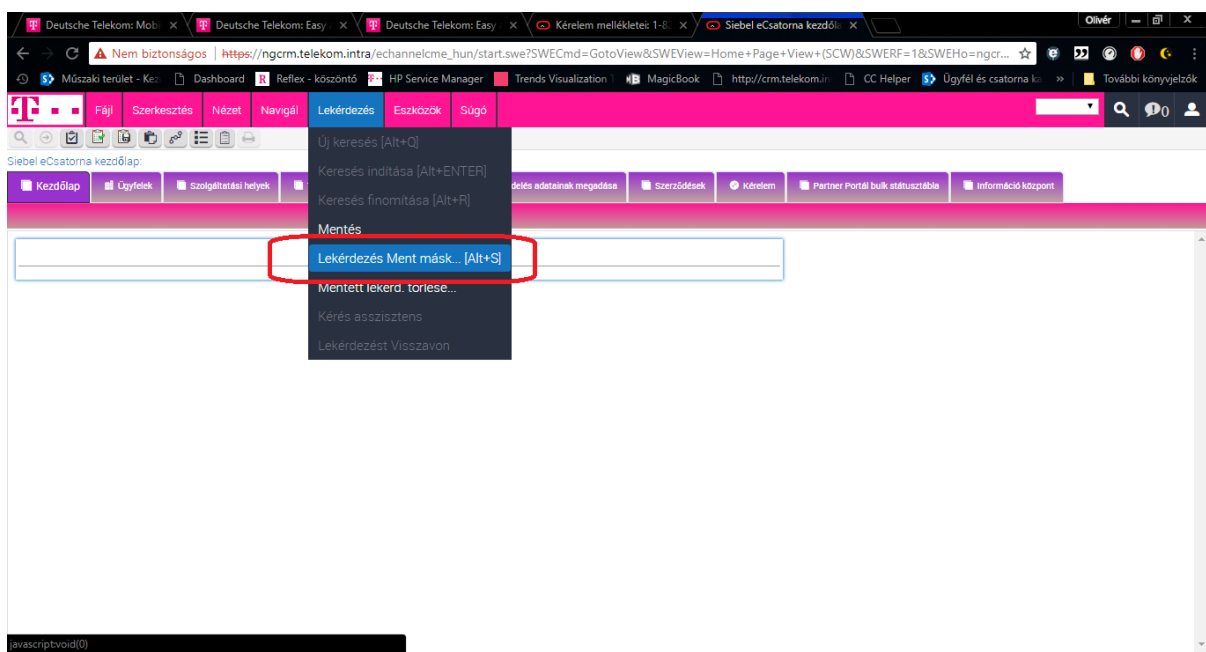 Deutsche Telekom: Mobi
Deutsche Telekom: Easy
Deutsche Telekom: Easy
Kérelem mellékletei: 1-8
Siebel eCsatorna kezdől
Olivér
Nem biztonságos | https://ngcrm.telekom.intra/echannelcme_hun/start.swe?SWECmd=GotoView&SWEView=Home+Page+View+(SCW)&SWERF=1&SWEHo=ngcr...
Műszaki terület - Kez
Dashboard
Reflex - köszöntő
HP Service Manager
Trends Visualization
MagicBook
http://crm.telekom.in
CC Helper
Ügyfél és csatorna ka
»
További könyvjelzők
T
Fájl
Szerkesztés
Nézet
Navigál
Lekérdezés
Eszközök
Súgó
0
Új keresés [Alt+Q]
Siebel eCsatorna kezdőlap:
Keresés indítása [Alt+ENTER]
Kezdőlap
Ügyfelek
Szolgáltatási helyek
delés adatainak megadása
Szerződések
Kérelem
Partner Portál bulk státusztábla
Információ központ
Keresés finomítása [Alt+R]
Mentés
Lekérdezés Ment másk... [Alt+S]
Mentett lekérd. törlése...
Kérés asszisztens
Lekérdezést Visszavon
javascript:void(0)